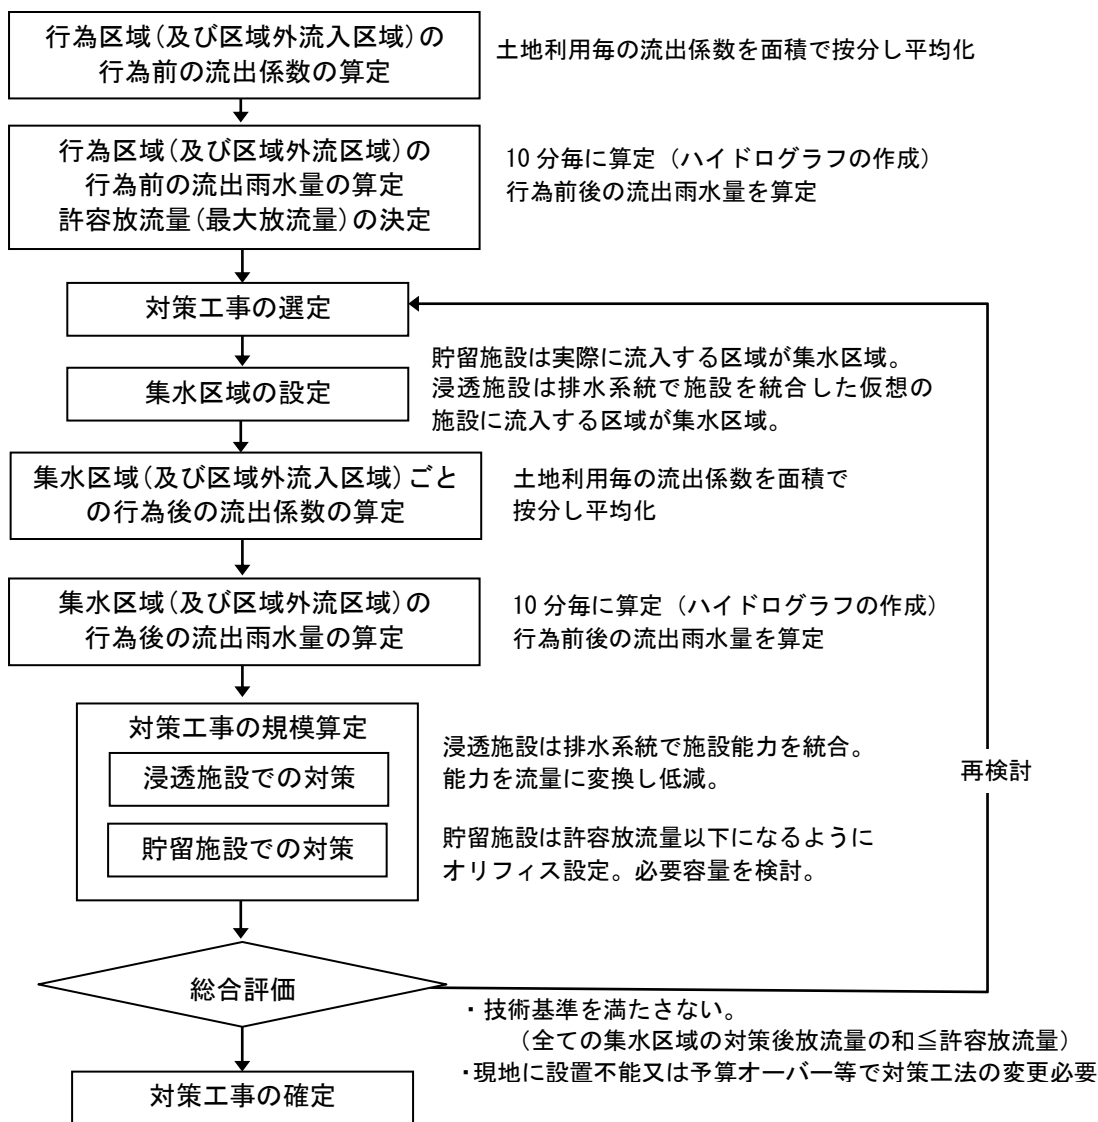 行為区域（及び区域外流入区域）の
行為前の流出係数の算定
土地利用毎の流出係数を面積で按分し平均化
行為区域（及び区域外流区域）の
行為前の流出雨水量の算定
許容放流量（最大放流量）の決定
10分毎に算定（ハイドログラフの作成）
行為前後の流出雨水量を算定
対策工事の選定
集水区域の設定
貯留施設は実際に流入する区域が集水区域。
浸透施設は排水系統で施設を統合した仮想の
施設に流入する区域が集水区域。
集水区域（及び区域外流入区域）ごと
の行為後の流出係数の算定
土地利用毎の流出係数を面積で
按分し平均化
集水区域（及び区域外流区域）の
行為後の流出雨水量の算定
10分毎に算定（ハイドログラフの作成）
行為前後の流出雨水量を算定
対策工事の規模算定
浸透施設での対策
浸透施設は排水系統で施設能力を統合。
能力を流量に変換し低減。
再検討
貯留施設での対策
貯留施設は許容放流量以下になるように
オリフィス設定。必要容量を検討。
総合評価
・技術基準を満たさない。
（全ての集水区域の対策後放流量の和≦許容放流量）
・現地に設置不能又は予算オーバー等で対策工法の変更必要
対策工事の確定